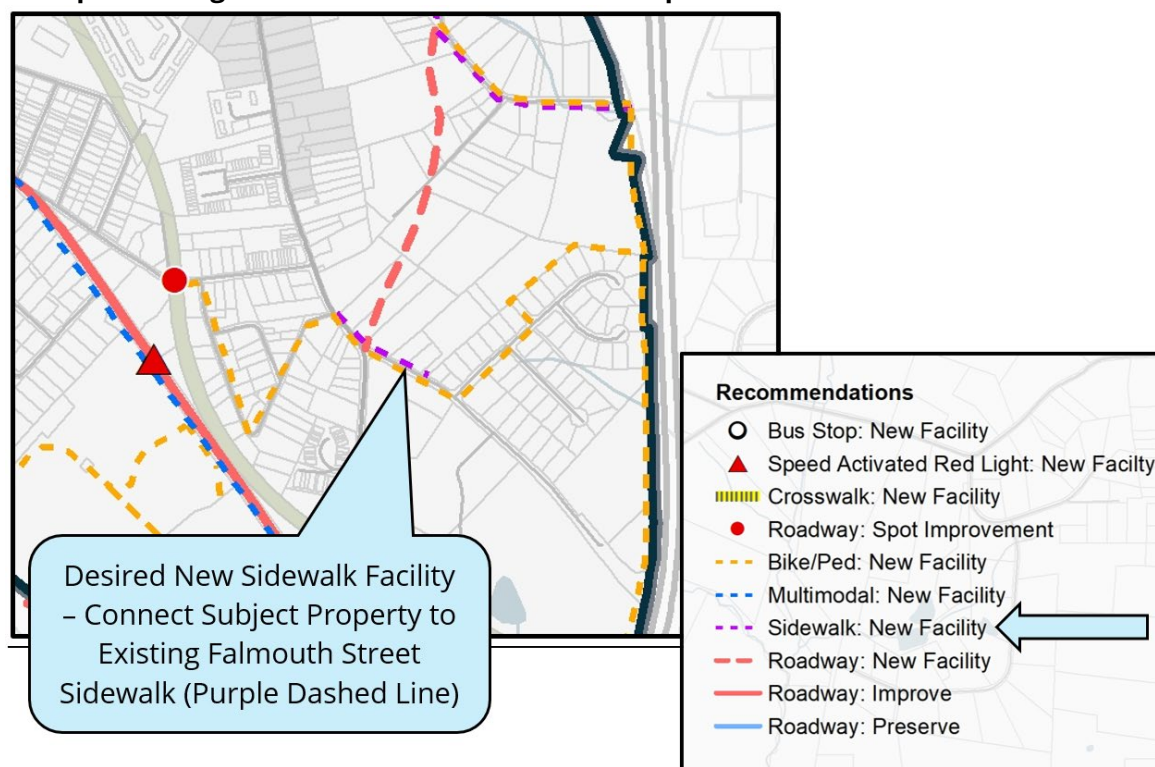 Recommendations
Bus Stop: New Facility
Speed Activated Red Light: New Facilty
Crosswalk: New Facility
Roadway: Spot Improvement
Bike/Ped: New Facility
Multimodal: New Facility
Sidewalk: New Facility
Roadway: New Facility
Roadway: Improve
Roadway: Preserve
Desired New Sidewalk Facility
– Connect Subject Property to
Existing Falmouth Street
Sidewalk (Purple Dashed Line)